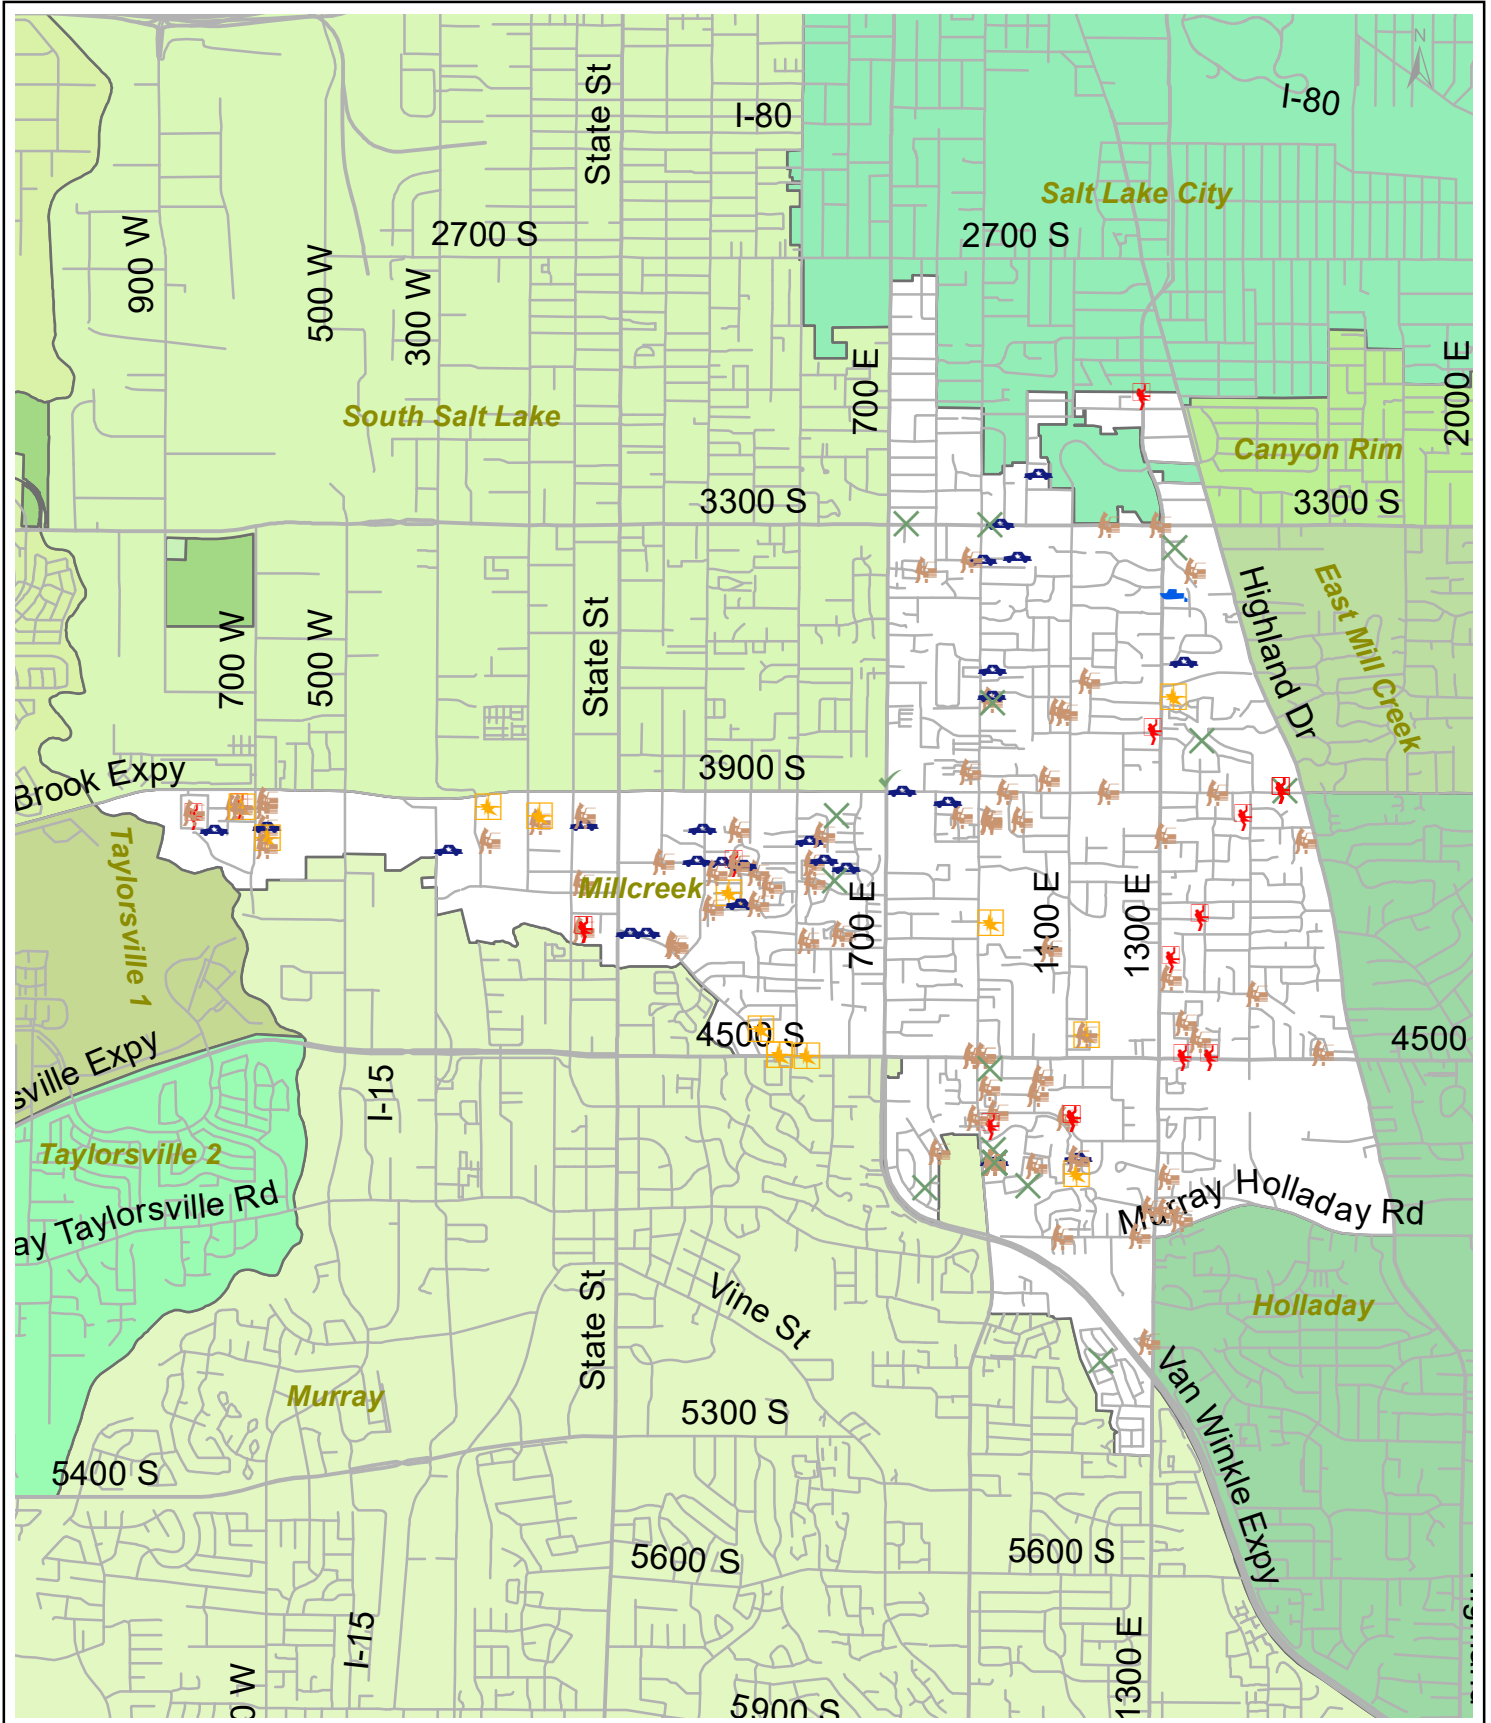 N
I-80
I-80
State St
Salt Lake City
2700 S
2700 S
900 W
500 W
300 W
700 E
2000 E
South Salt Lake
Canyon Rim
3300 S
3300 S
Highland Dr
East Mill Creek
700 W
500 W
State St
3900 S
Brook Expy
Taylorsville 1
Millcreek
700 E
1100 E
1300 E
4500 S
4500
sville Expy
I-15
Taylorsville 2
ay Taylorsville Rd
Murray Holladay Rd
State St
Vine St
Holladay
Murray
5300 S
Van Winkle Expy
5400 S
5600 S
5600 S
I-15
1300 E
0 W
5900 S